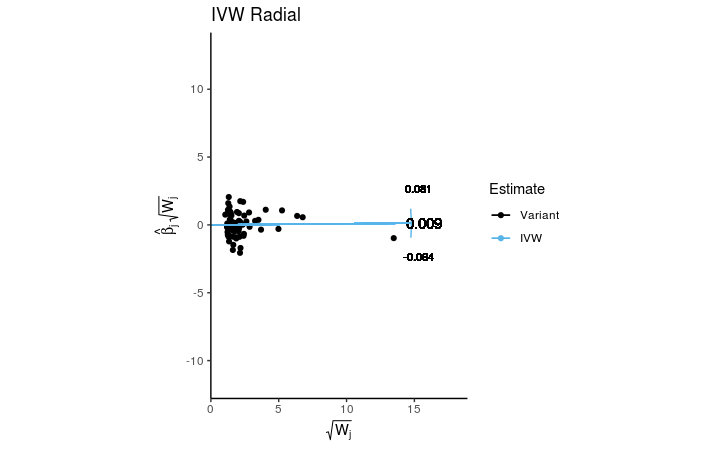 IVW Radial
β̂j√Wj
10
5
0
-5
-10
0.081
0.009
-0.064
0
5
10
15
√Wj
Estimate
Variant
IVW